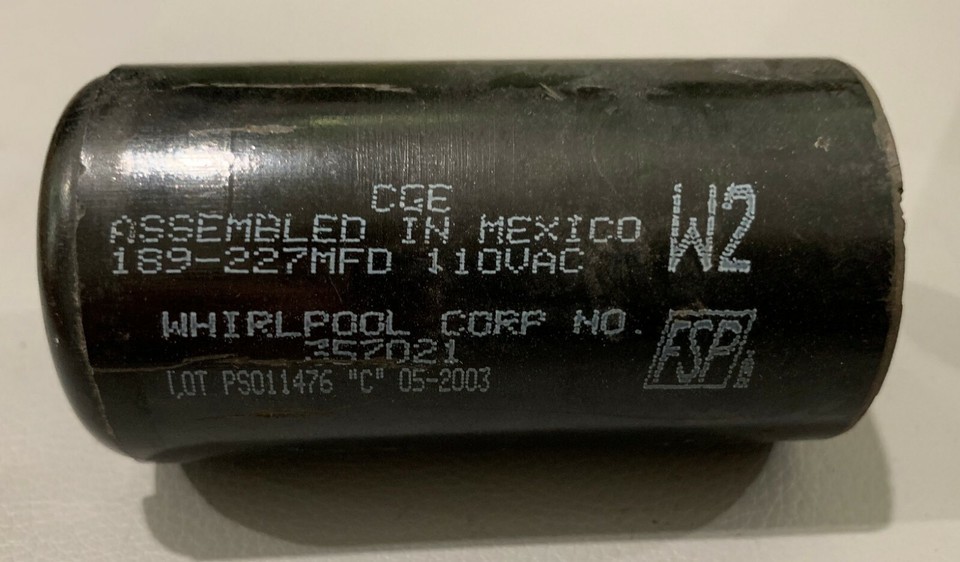 CGE
ASSEMBLED IN MEXICO
189-227MFD 110VAC
W2
WHIRLPOOL CORP NO.
357021
LOT PS011476 "C" 05-2003
FSP